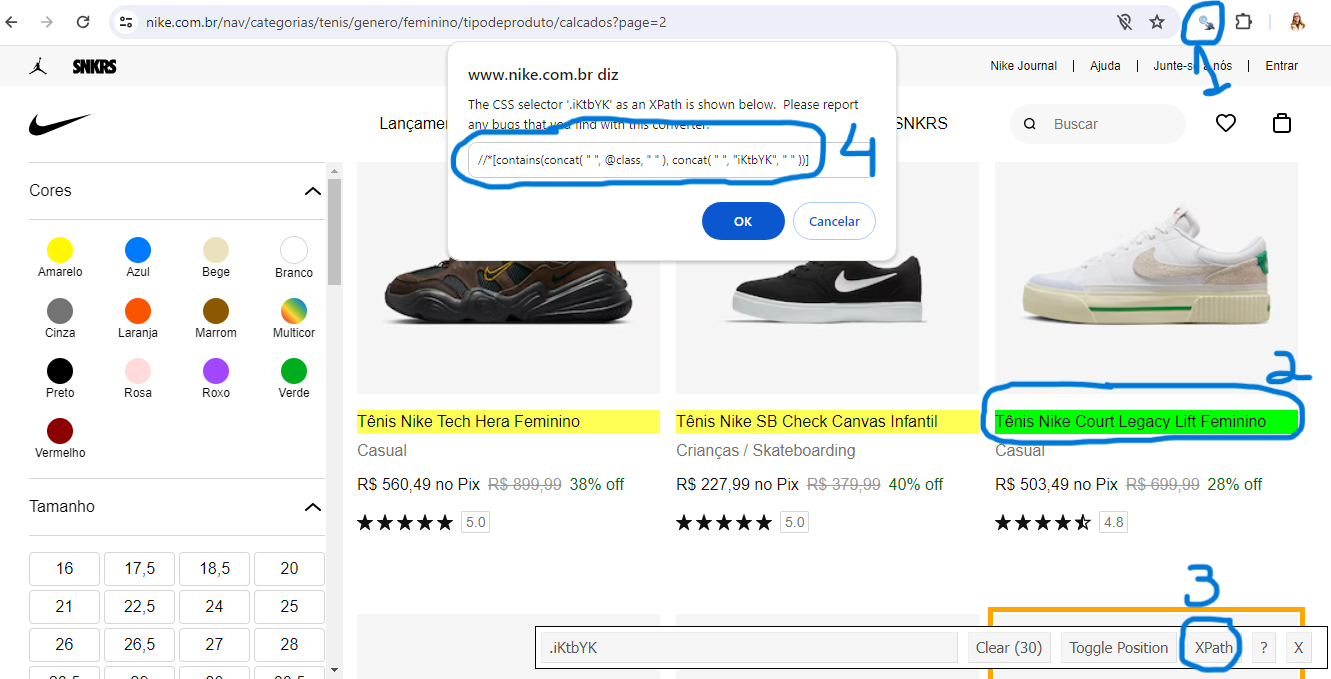 nike.com.br/nav/categorias/tenis/genero/feminino/tipodeproduto/calcados?page=2
1
SNKRS
Nike Journal | Ajuda | Junte-se a nós | Entrar
www.nike.com.br diz
The CSS selector '.iKtbYK' as an XPath is shown below. Please report
any bugs that you find with this converter.
//*[contains(concat( " ", @class, " " ), concat( " ", "iKtbYK", " " ))]
4
OK
Cancelar
SNKRS
Buscar
Cores
Amarelo Azul Bege Branco
Cinza Laranja Marrom Multicor
Preto Rosa Roxo Verde
Vermelho
Tamanho
16 17,5 18,5 20
21 22,5 24 25
26 26,5 27 28
2
Tênis Nike Tech Hera Feminino
Casual
R$ 560,49 no Pix R$ 899,99 38% off
5.0
Tênis Nike SB Check Canvas Infantil
Crianças / Skateboarding
R$ 227,99 no Pix R$ 379,99 40% off
5.0
Tênis Nike Court Legacy Lift Feminino
Casual
R$ 503,49 no Pix R$ 699,99 28% off
4.8
3
.iKtbYK Clear (30) Toggle Position XPath ? X